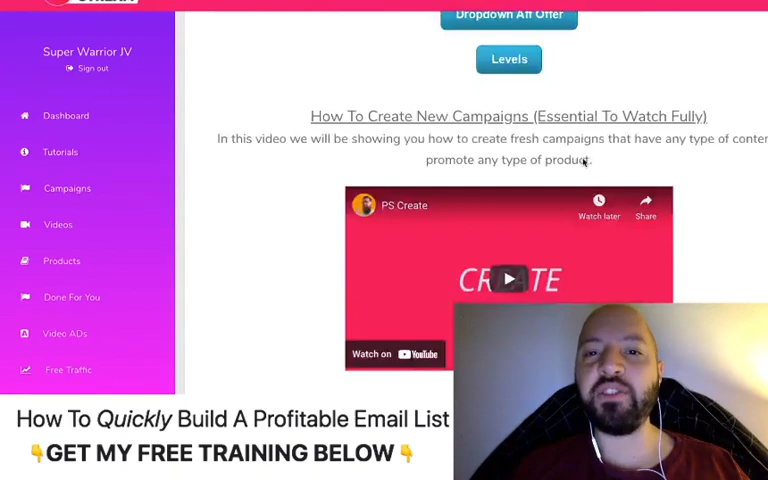 Dropdown Aff Offer
Levels
Super Warrior JV
Sign out
Dashboard
Tutorials
Campaigns
Videos
Products
Done For You
Video ADs
Free Traffic
How To Create New Campaigns (Essential To Watch Fully)
In this video we will be showing you how to create fresh campaigns that have any type of
promote any type of product.
PS Create
Watch later
Share
CREATE
Watch on YouTube
How To Quickly Build A Profitable Email List
👇GET MY FREE TRAINING BELOW👇